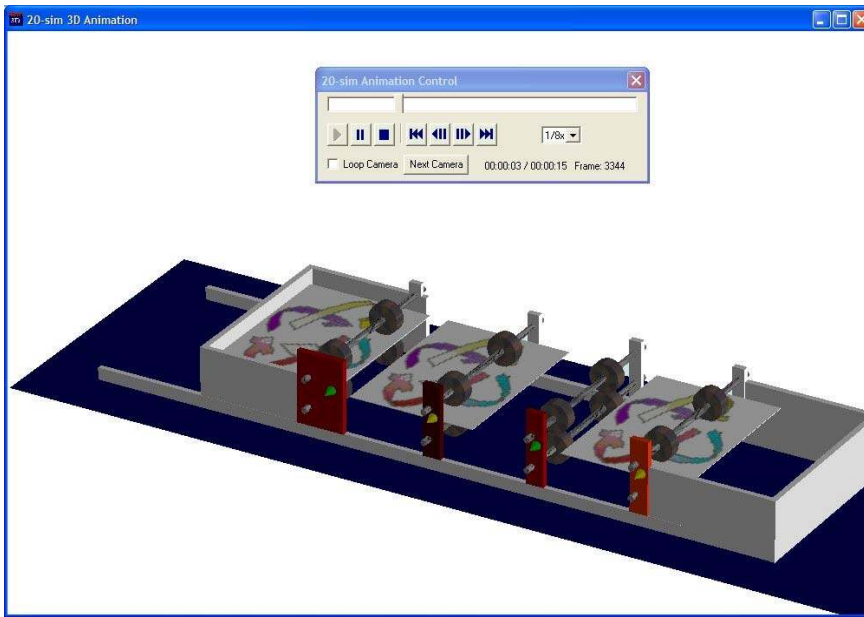 20-sim 3D Animation
20-sim Animation Control
1/8x
Loop Camera Next Camera 00:00:03 / 00:00:15 Frame: 3344